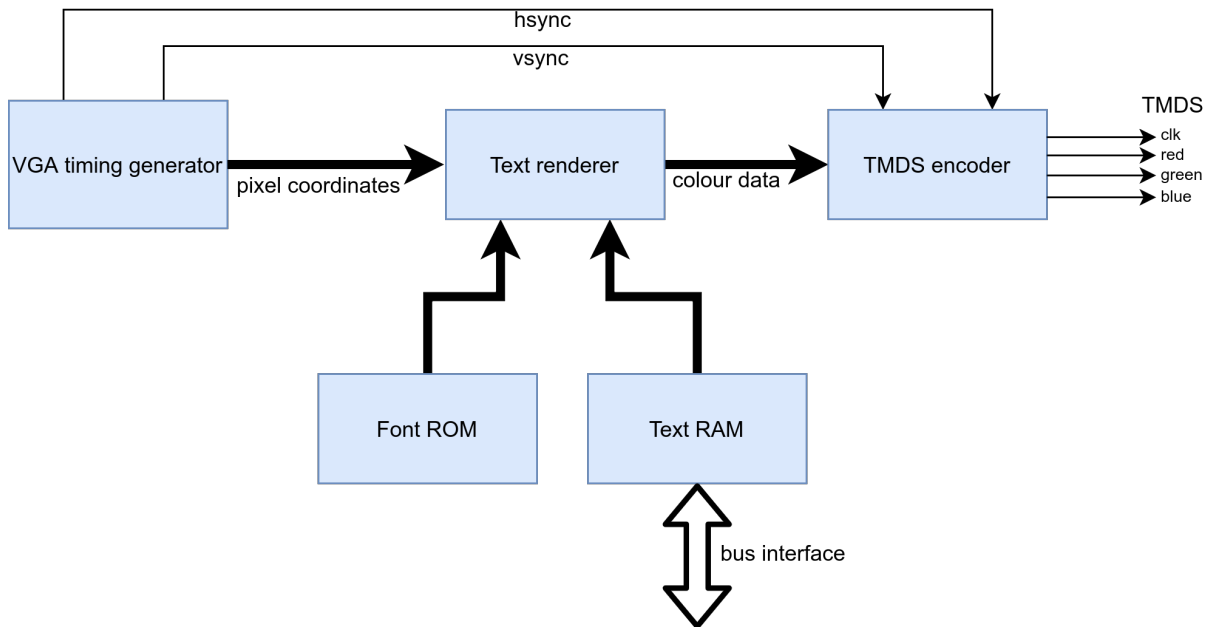 hsync
vsync
TMDS
VGA timing generator
pixel coordinates
Text renderer
colour data
TMDS encoder
clk
red
green
blue
Font ROM
Text RAM
bus interface